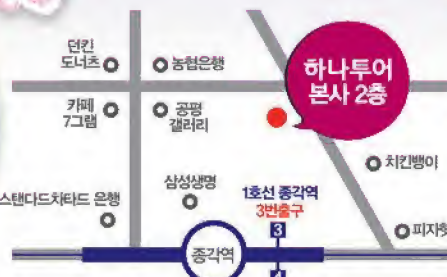 던킨
도너츠
농협은행
하나투어
본사 2층
카페
7그램
공평
갤러리
치킨뱅이
삼성생명
스탠다드차타드 은행
1호선 종각역
3번출구
3
피자헛
종각역
4